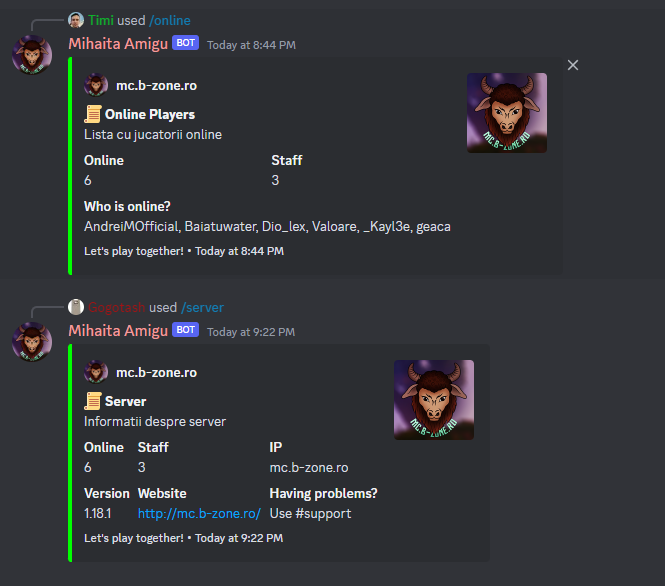 Timi used /online
Mihaita Amigu BOT Today at 8:44 PM
mc.b-zone.ro
Online Players
Lista cu jucatorii online
Online Staff
6 3
Who is online?
AndreiMOfficial, Baiatuwater, Dio_lex, Valoare, _Kayl3e, geaca
Let's play together! • Today at 8:44 PM
MC.B-ZONE.RO
Gogotash used /server
Mihaita Amigu BOT Today at 9:22 PM
mc.b-zone.ro
Server
Informatii despre server
Online Staff IP
6 3 mc.b-zone.ro
Version Website Having problems?
1.18.1 http://mc.b-zone.ro/ Use #support
Let's play together! • Today at 9:22 PM
MC.B-ZONE.RO